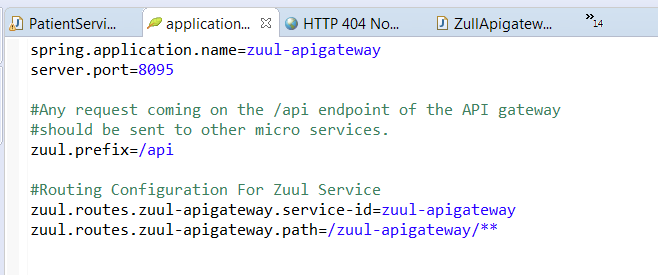 PatientServi... application... HTTP 404 No... ZullApigatew... »14
spring.application.name=zuul-apigateway
server.port=8095
#Any request coming on the /api endpoint of the API gateway
#should be sent to other micro services.
zuul.prefix=/api
#Routing Configuration For Zuul Service
zuul.routes.zuul-apigateway.service-id=zuul-apigateway
zuul.routes.zuul-apigateway.path=/zuul-apigateway/**